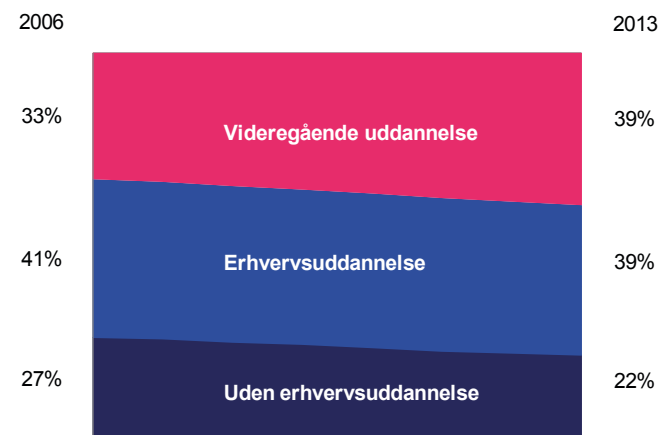 2006
2013
33%
Videregående uddannelse
39%
41%
Erhvervsuddannelse
39%
27%
Uden erhvervsuddannelse
22%